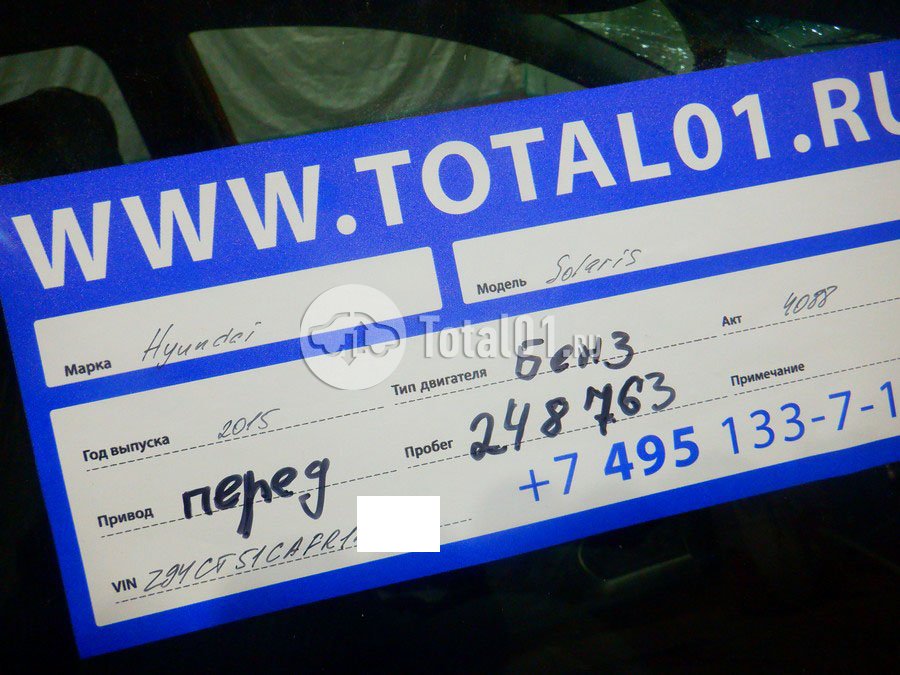 WWW.TOTAL01.RU
Марка Hyundai
Модель Solaris
Total01.ru
Год выпуска 2015
Тип двигателя Бенз
Акт 4088
Привод перед
Пробег 248763
Примечание
+7 495 133-7-1
VIN Z94CT51CAFR1